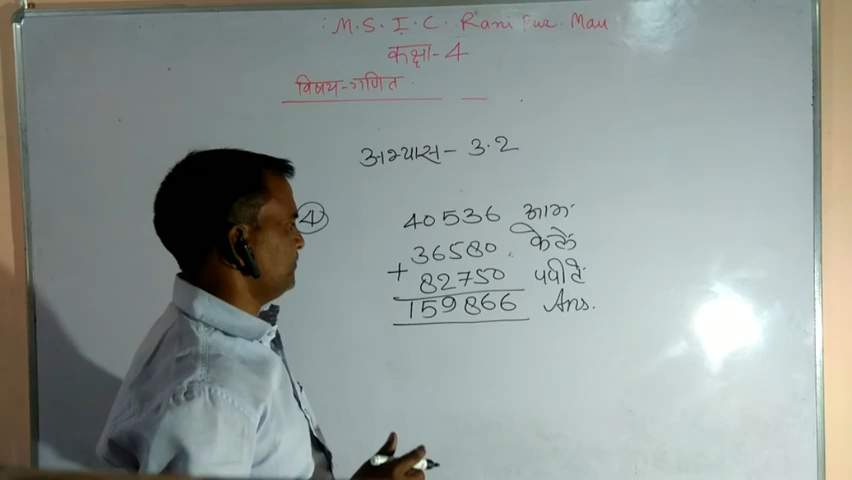 M.S.I.C. Rani Pur Mau
कक्षा-4
विषय-गणित
अभ्यास- 3.2
4 40536 आम
36580 केले
+ 82750 पपीते
159866 Ans.